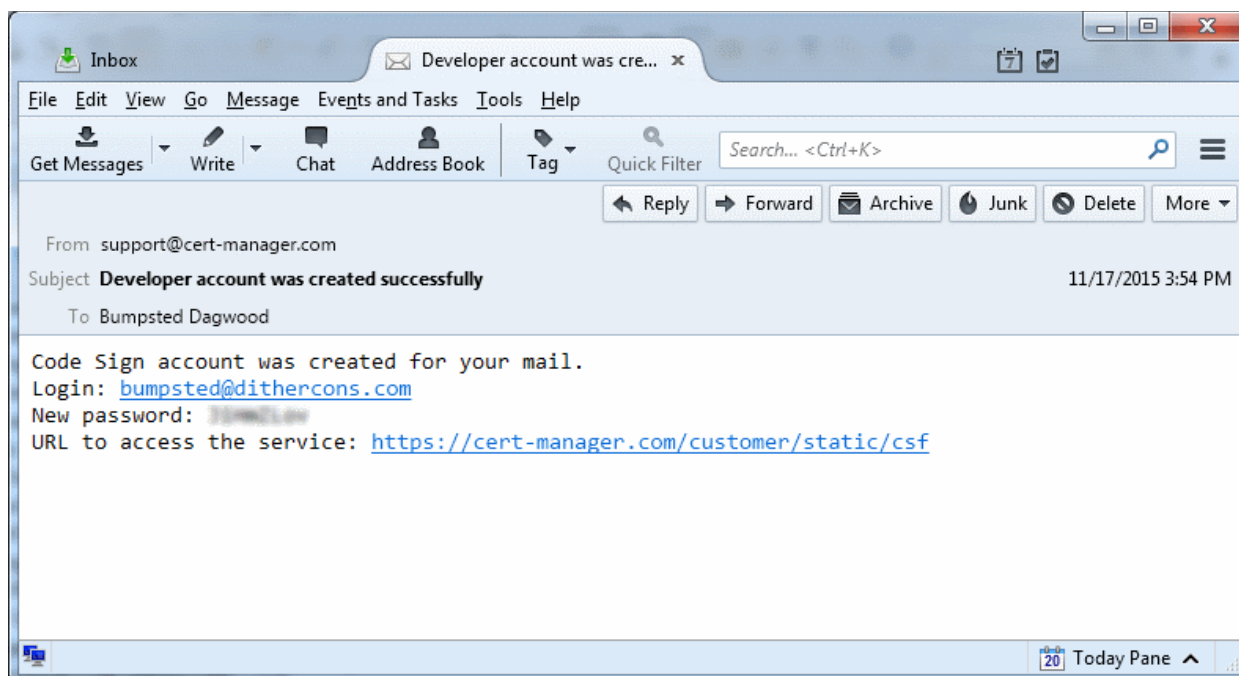 Inbox
Developer account was cre...
7
File Edit View Go Message Events and Tasks Tools Help
Get Messages Write Chat Address Book Tag Quick Filter Search... <Ctrl+K>
Reply Forward Archive Junk Delete More
From support@cert-manager.com
Subject Developer account was created successfully 11/17/2015 3:54 PM
To Bumpsted Dagwood
Code Sign account was created for your mail.
Login: bumpsted@dithercons.com
New password:
URL to access the service: https://cert-manager.com/customer/static/csf
20 Today Pane